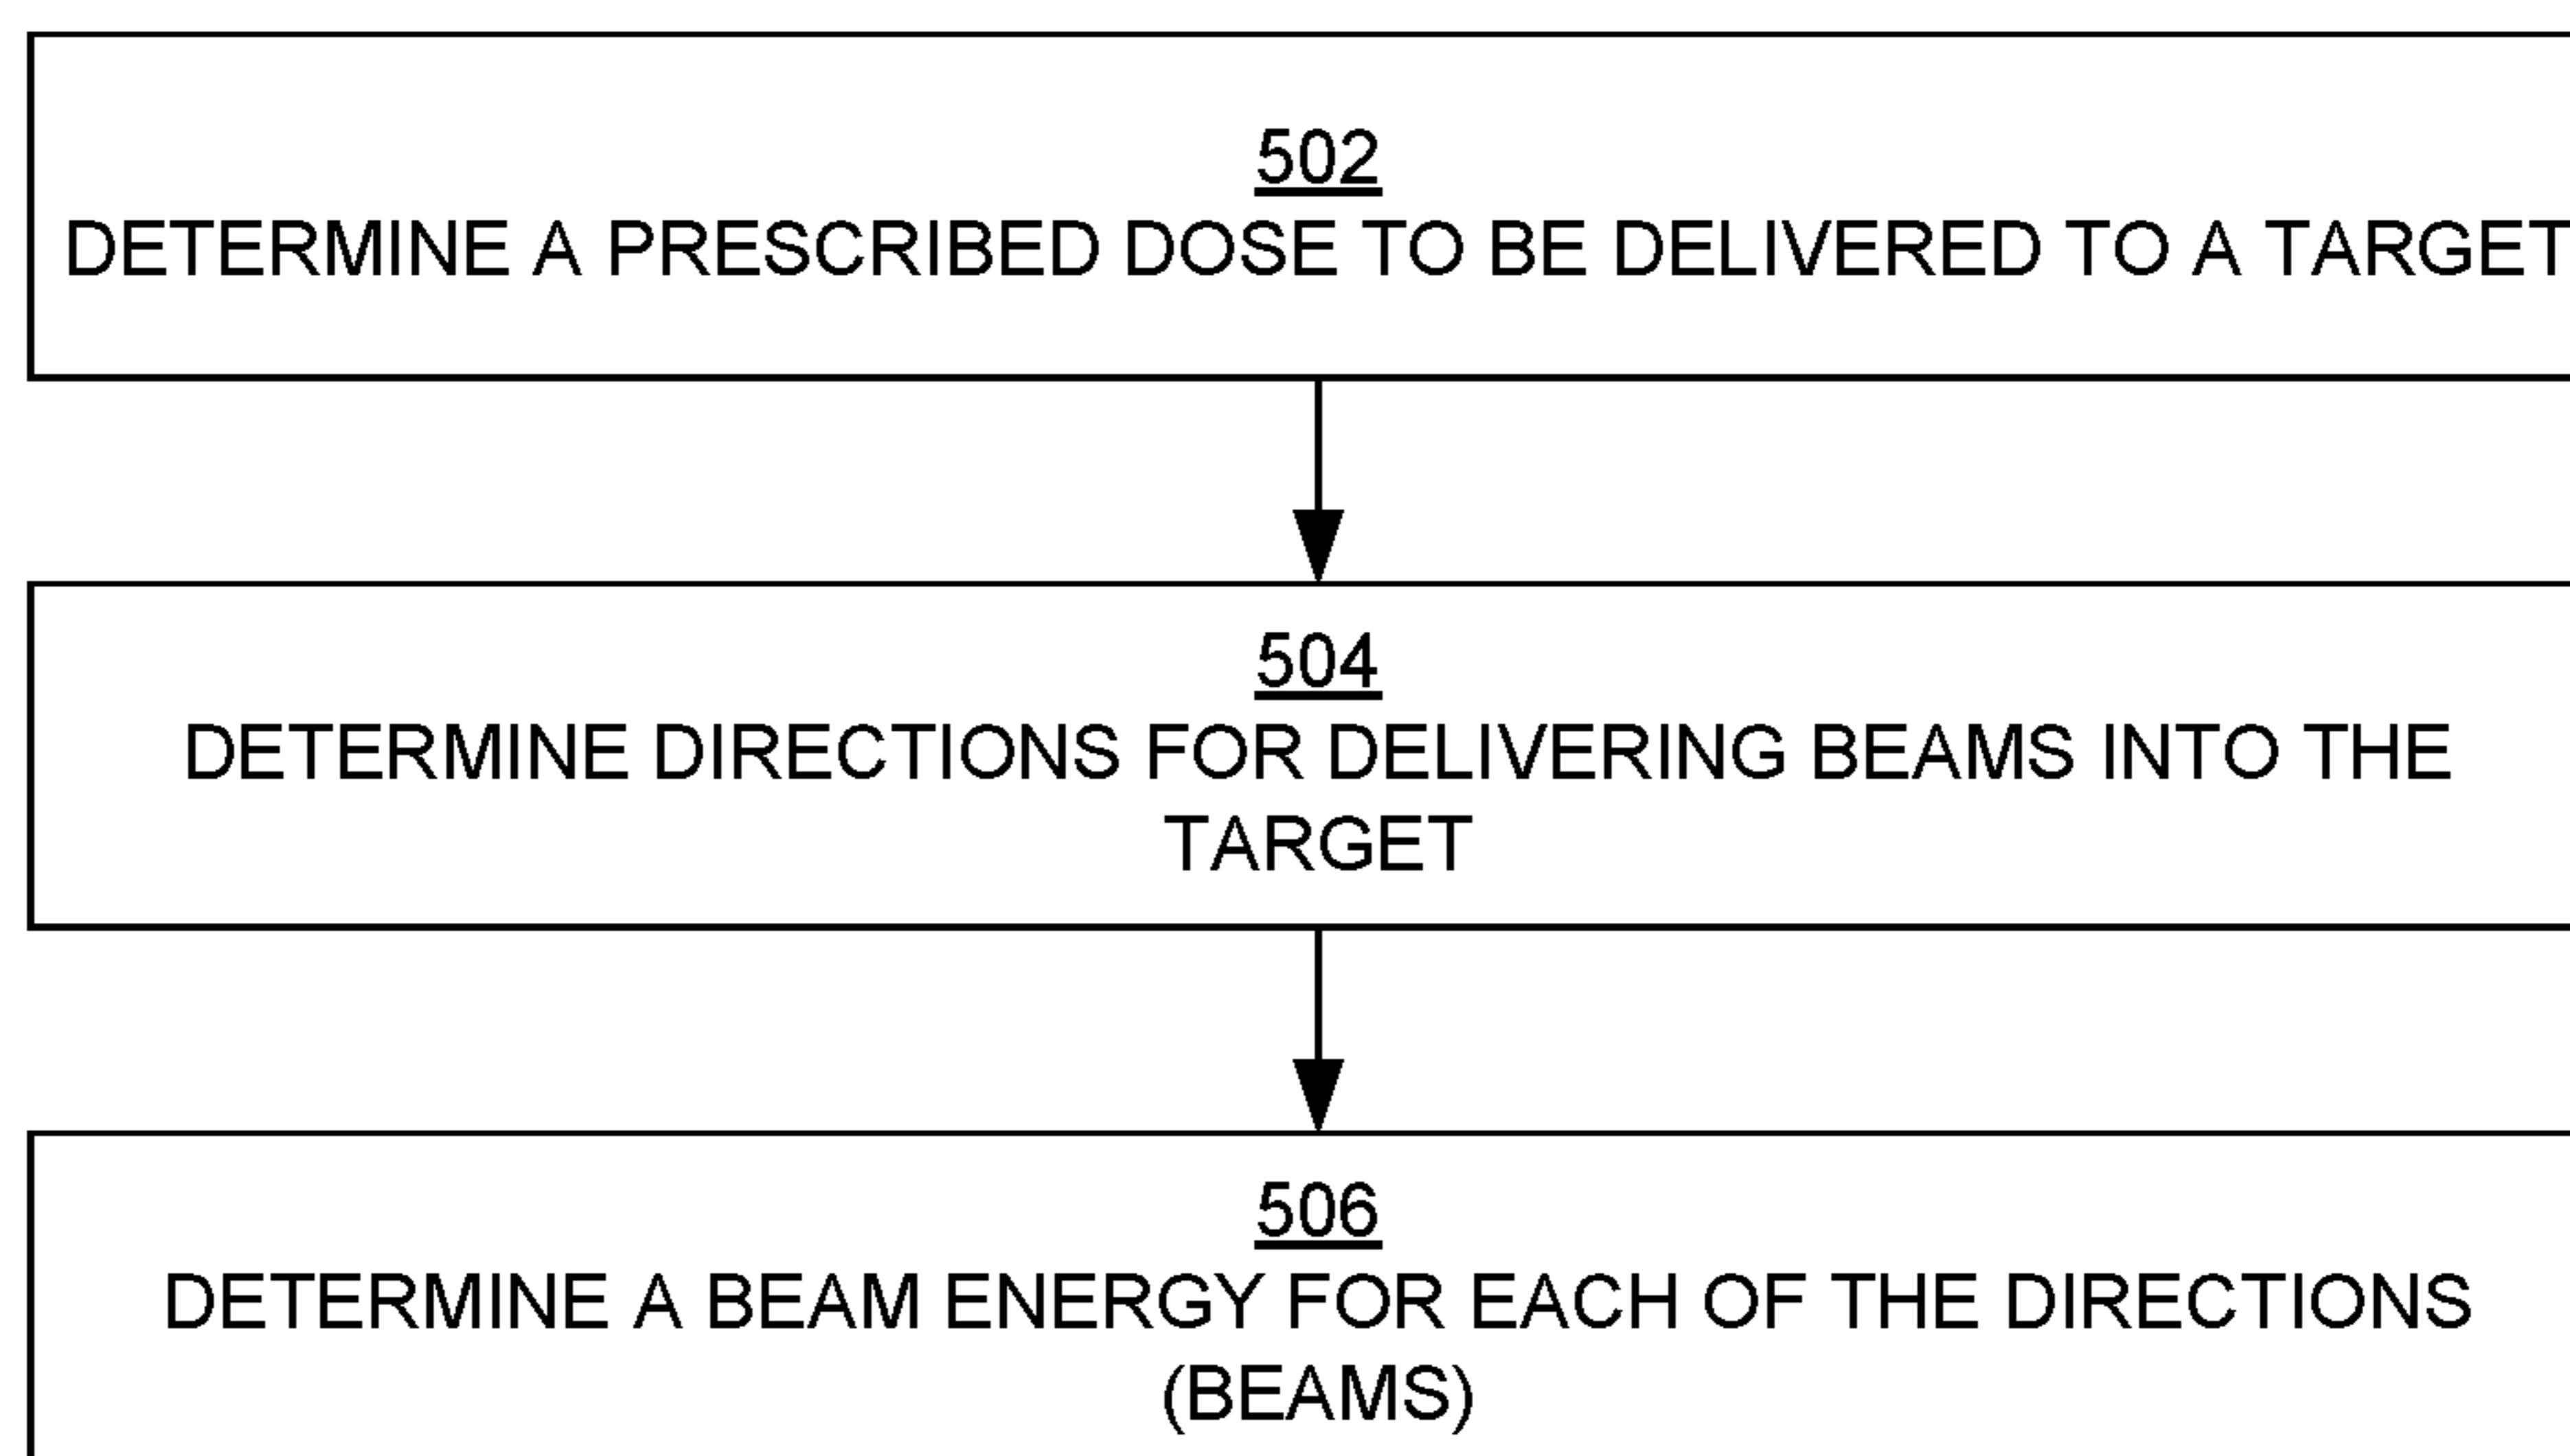 502
DETERMINE A PRESCRIBED DOSE TO BE DELIVERED TO A TARGET
504
DETERMINE DIRECTIONS FOR DELIVERING BEAMS INTO THE
TARGET
506
DETERMINE A BEAM ENERGY FOR EACH OF THE DIRECTIONS
(BEAMS)